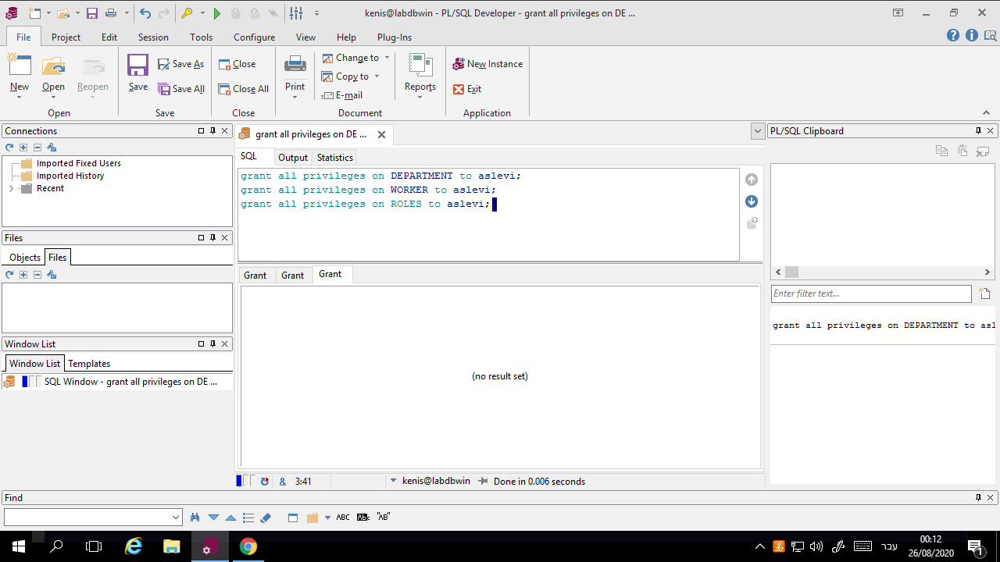 kenis@labdbwin - PL/SQL Developer - grant all privileges on DE ...
File Project Edit Session Tools Configure View Help Plug-Ins
New Open Reopen Save Save As Save All Close Close All Print Change to Copy to E-mail Reports New Instance Exit
Open Save Close Document Application
Connections
Imported Fixed Users
Imported History
Recent
Files
Objects Files
Window List
Window List Templates
SQL Window - grant all privileges on DE ...
grant all privileges on DE ...
SQL Output Statistics
grant all privileges on DEPARTMENT to aslevi;
grant all privileges on WORKER to aslevi;
grant all privileges on ROLES to aslevi;
Grant Grant Grant
(no result set)
& 3:41 kenis@labdbwin Done in 0.006 seconds
PL/SQL Clipboard
Enter filter text...
grant all privileges on DEPARTMENT to asl
Find
ABC AB "AB"
עבר
00:12
26/08/2020
1